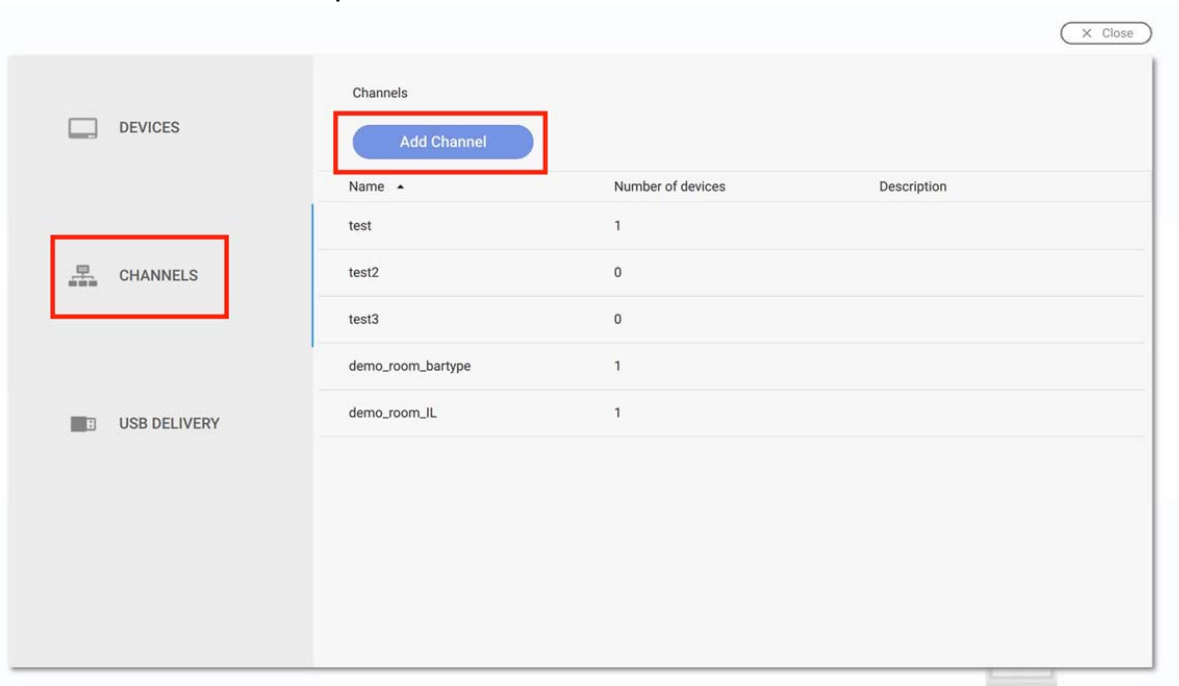 X Close
DEVICES
CHANNELS
USB DELIVERY
Channels
Add Channel
Name Number of devices Description
test 1
test2 0
test3 0
demo_room_bartype 1
demo_room_IL 1